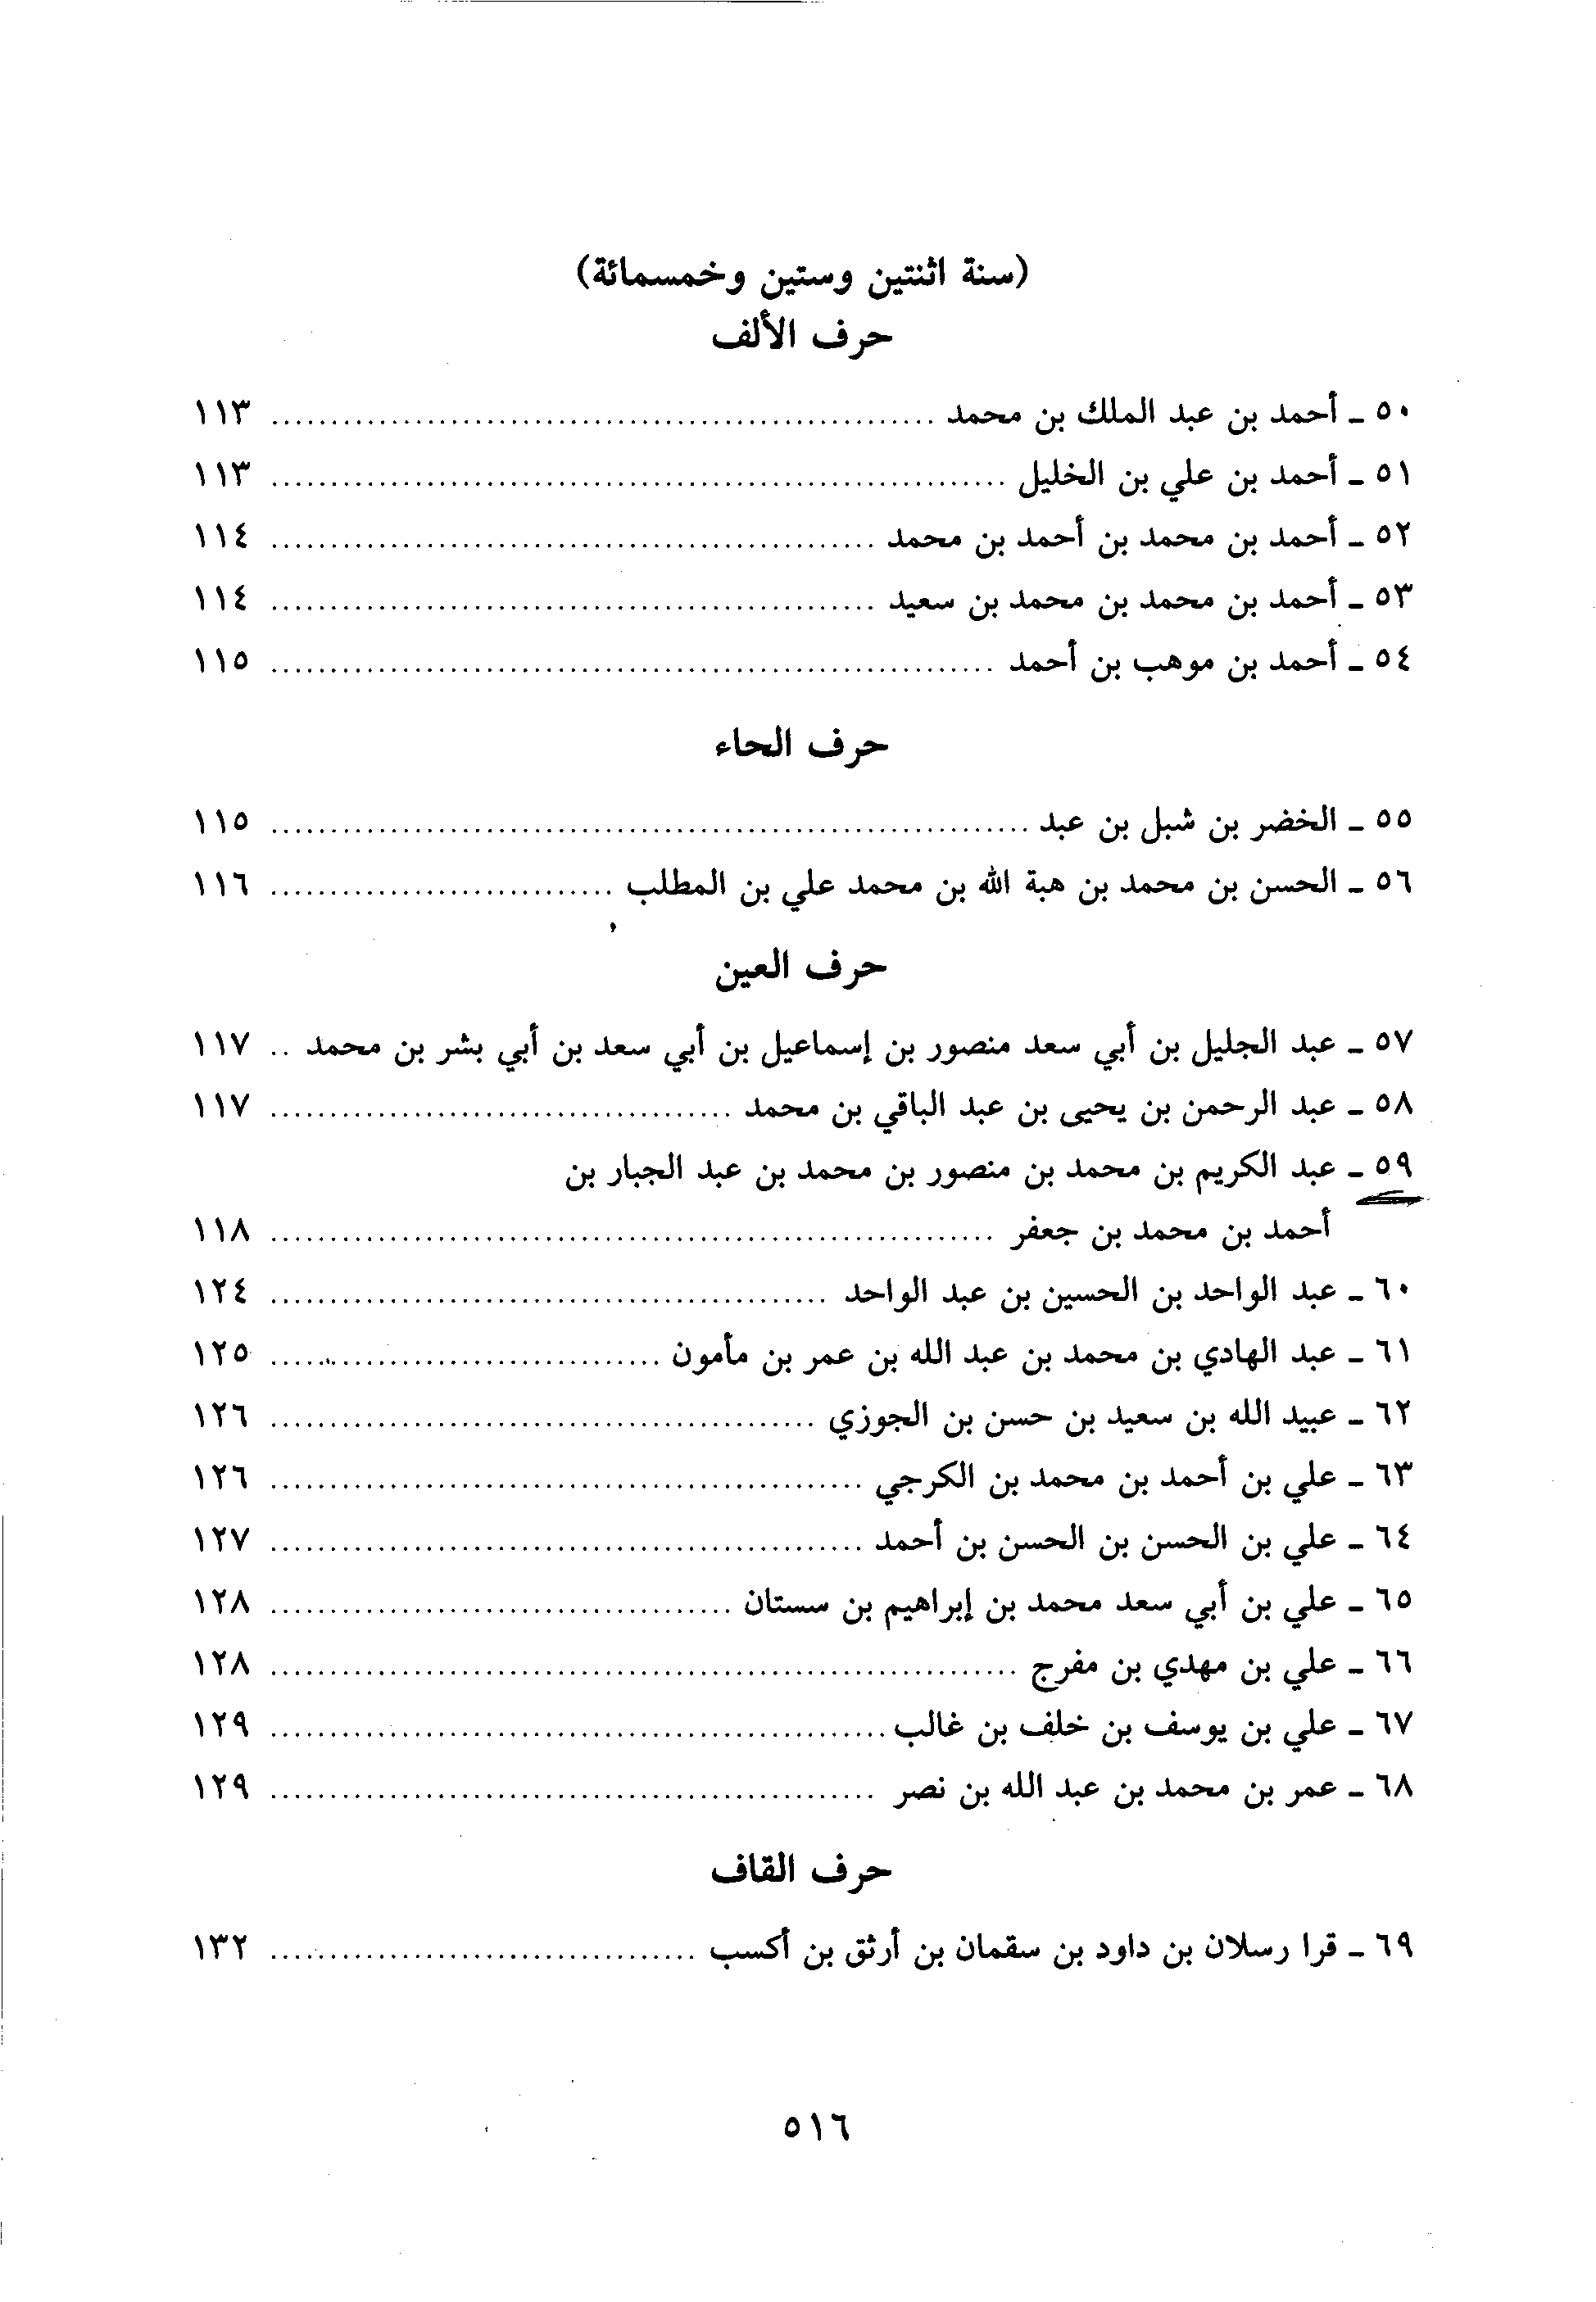 (سنة اثنتين وستين وخمسمائة)
حرف الألف
٥٠ ـ أحمد بن عبد الملك بن محمد ........................................ ١١٣
٥١ ـ أحمد بن علي بن الخليل ........................................ ١١٣
٥٢ ـ أحمد بن محمد بن أحمد بن محمد ........................................ ١١٤
٥٣ ـ أحمد بن محمد بن محمد بن سعيد ........................................ ١١٤
٥٤ ـ أحمد بن موهب بن أحمد ........................................ ١١٥
حرف الحاء
٥٥ ـ الخضر بن شبل بن عبد ........................................ ١١٥
٥٦ ـ الحسن بن محمد بن هبة الله بن محمد علي بن المطلب ............................. ١١٦
حرف العين
٥٧ ـ عبد الجليل بن أبي سعد منصور بن إسماعيل بن أبي سعد بن أبي بشر بن محمد .. ١١٧
٥٨ ـ عبد الرحمن بن يحيى بن عبد الباقي بن محمد ....................................... ١١٧
٥٩ ـ عبد الكريم بن محمد بن منصور بن محمد بن عبد الجبار بن
أحمد بن محمد بن جعفر ........................................ ١١٨
٦٠ ـ عبد الواحد بن الحسين بن عبد الواحد ........................................ ١٢٤
٦١ ـ عبد الهادي بن محمد بن عبد الله بن عمر بن مأمون ................................. ١٢٥
٦٢ ـ عبيد الله بن سعيد بن حسن بن الجوزي ........................................ ١٢٦
٦٣ ـ علي بن أحمد بن محمد بن الكرجي ........................................ ١٢٦
٦٤ ـ علي بن الحسن بن الحسن بن أحمد ........................................ ١٢٧
٦٥ ـ علي بن أبي سعد محمد بن إبراهيم بن سستان ....................................... ١٢٨
٦٦ ـ علي بن مهدي بن مفرج ........................................ ١٢٨
٦٧ ـ علي بن يوسف بن خلف بن غالب ........................................ ١٢٩
٦٨ ـ عمر بن محمد بن عبد الله بن نصر ........................................ ١٢٩
حرف القاف
٦٩ ـ قرا رسلان بن داود بن سقمان بن أرثق بن أكسب .................................... ١٣٢
٥١٦